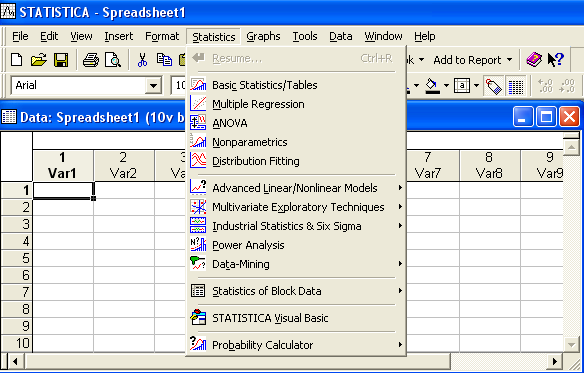 STATISTICA - Spreadsheet1
File Edit View Insert Format Statistics Graphs Tools Data Window Help
Resume... Ctrl+R
Add to Report
Arial 10
Basic Statistics/Tables
Data: Spreadsheet1 (10v b
Multiple Regression
ANOVA
Nonparametrics
Distribution Fitting
1 2 3 7 8 9
Var1 Var2 Var7 Var8 Var9
1
Advanced Linear/Nonlinear Models
2
Multivariate Exploratory Techniques
3
Industrial Statistics & Six Sigma
4
Power Analysis
5
Data-Mining
6
7
Statistics of Block Data
8
STATISTICA Visual Basic
9
10
Probability Calculator